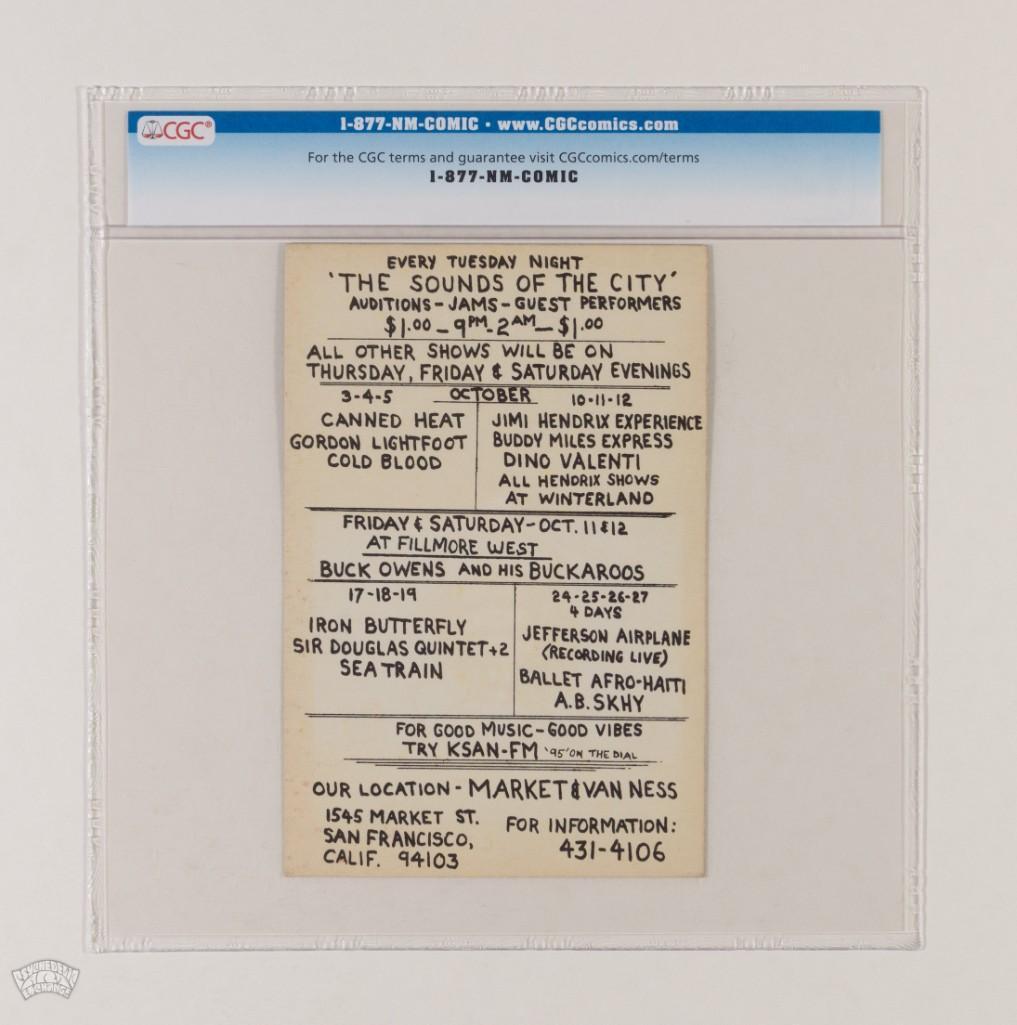 CGC®
1-877-NM-COMIC • www.CGCcomics.com
For the CGC terms and guarantee visit CGCcomics.com/terms
1-877-NM-COMIC
EVERY TUESDAY NIGHT
'THE SOUNDS OF THE CITY'
AUDITIONS - JAMS - GUEST PERFORMERS
$1.00 - 9PM - 2AM - $1.00
ALL OTHER SHOWS WILL BE ON
THURSDAY, FRIDAY & SATURDAY EVENINGS
OCTOBER
3-4-5
CANNED HEAT
GORDON LIGHTFOOT
COLD BLOOD
10-11-12
JIMI HENDRIX EXPERIENCE
BUDDY MILES EXPRESS
DINO VALENTI
ALL HENDRIX SHOWS
AT WINTERLAND
FRIDAY & SATURDAY - OCT. 11 & 12
AT FILLMORE WEST
BUCK OWENS AND HIS BUCKAROOS
17-18-19
IRON BUTTERFLY
SIR DOUGLAS QUINTET+2
SEA TRAIN
24-25-26-27
4 DAYS
JEFFERSON AIRPLANE
(RECORDING LIVE)
BALLET AFRO-HAITI
A.B. SKHY
FOR GOOD MUSIC - GOOD VIBES
TRY KSAN-FM '95' ON THE DIAL
OUR LOCATION - MARKET & VAN NESS
1545 MARKET ST.
SAN FRANCISCO,
CALIF. 94103
FOR INFORMATION:
431-4106
PSYCHEDELIC
EXCHANGE